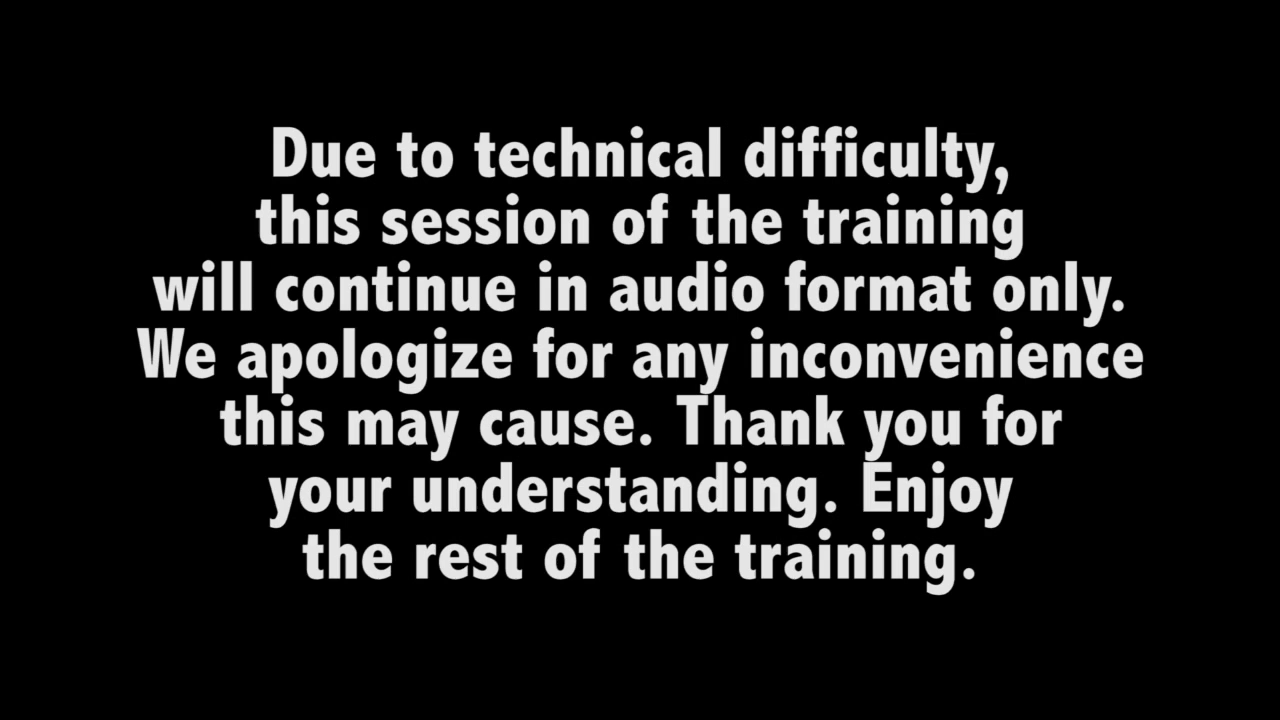 Due to technical difficulty,
this session of the training
will continue in audio format only.
We apologize for any inconvenience
this may cause. Thank you for
your understanding. Enjoy
the rest of the training.